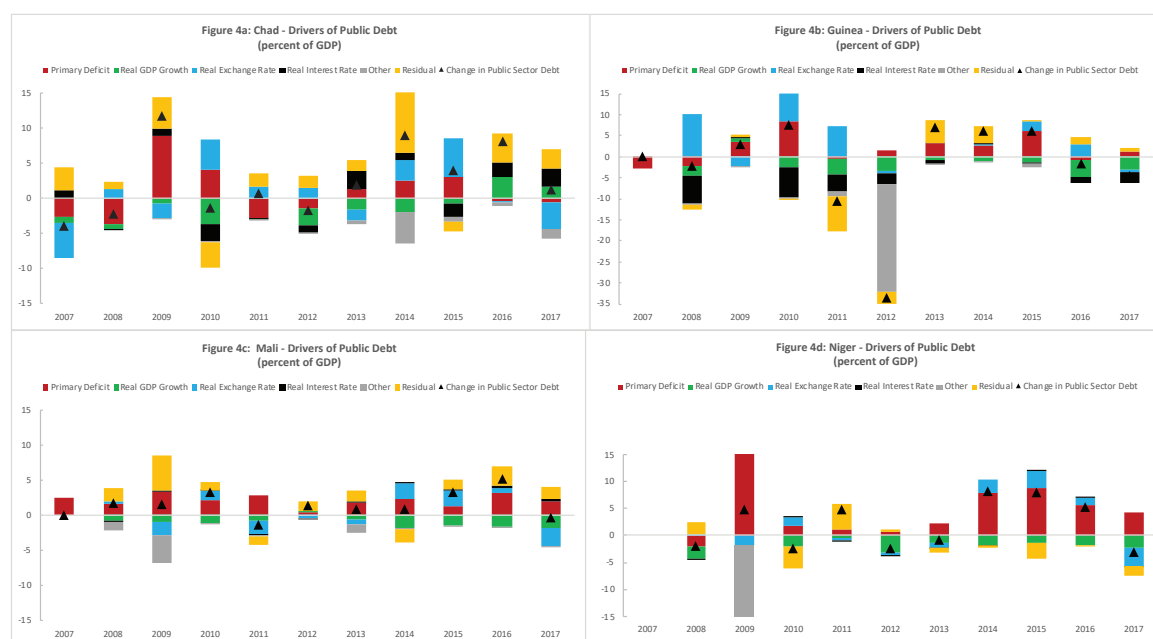 Figure 4a: Chad - Drivers of Public Debt
(percent of GDP)
Primary Deficit Real GDP Growth Real Exchange Rate Real Interest Rate Other Residual Change in Public Sector Debt
15
10
5
0
-5
-10
-15
2007 2008 2009 2010 2011 2012 2013 2014 2015 2016 2017
Figure 4b: Guinea - Drivers of Public Debt
(percent of GDP)
Primary Deficit Real GDP Growth Real Exchange Rate Real Interest Rate Other Residual Change in Public Sector Debt
15
10
5
0
-5
-10
-15
-20
-25
-30
-35
2007 2008 2009 2010 2011 2012 2013 2014 2015 2016 2017
Figure 4c: Mali - Drivers of Public Debt
(percent of GDP)
Primary Deficit Real GDP Growth Real Exchange Rate Real Interest Rate Other Residual Change in Public Sector Debt
15
10
5
0
-5
-10
-15
2007 2008 2009 2010 2011 2012 2013 2014 2015 2016 2017
Figure 4d: Niger - Drivers of Public Debt
(percent of GDP)
Primary Deficit Real GDP Growth Real Exchange Rate Real Interest Rate Other Residual Change in Public Sector Debt
15
10
5
0
-5
-10
-15
2007 2008 2009 2010 2011 2012 2013 2014 2015 2016 2017